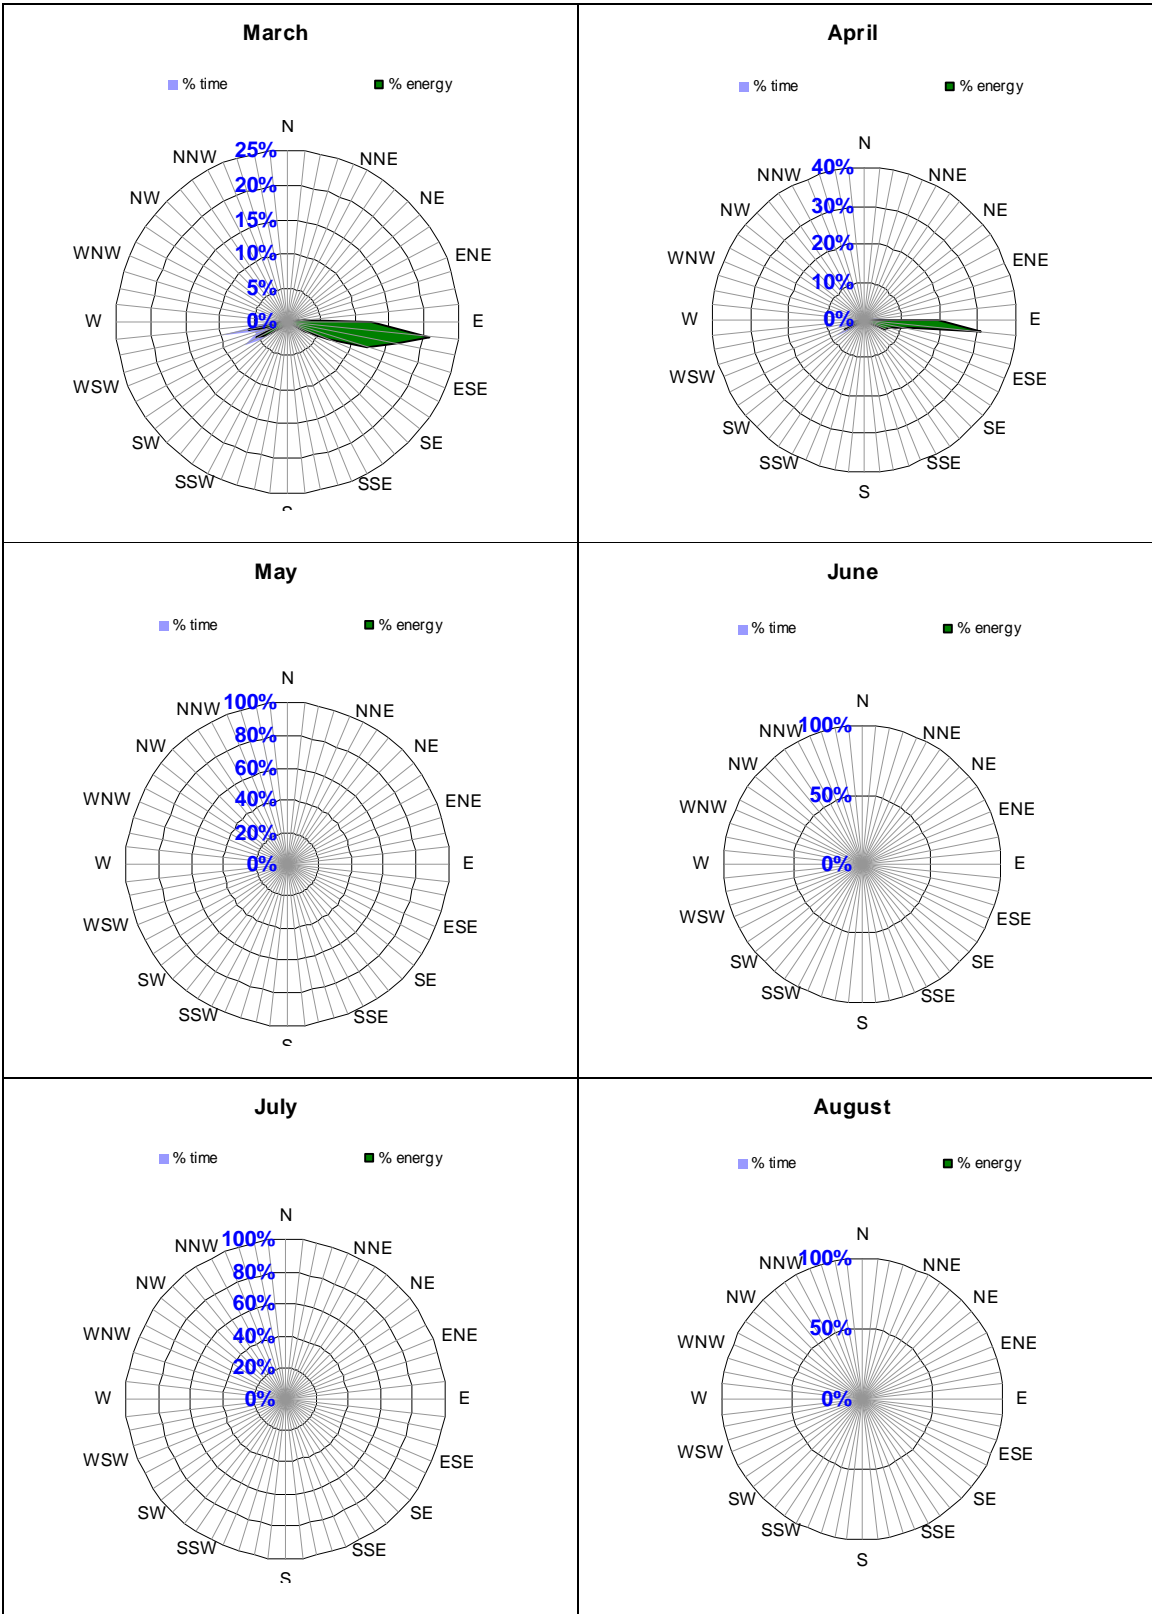 March
% time % energy
N
25%
NNW NNE
20%
NW NE
15%
WNW 10% ENE
5%
W 0% E
WSW ESE
SW SE
SSW SSE
S
April
% time % energy
N
40%
NNW NNE
30%
NW NE
20%
WNW ENE
10%
W 0% E
WSW ESE
SW SE
SSW SSE
S
May
% time % energy
N
100%
NNW NNE
80%
NW NE
60%
WNW 40% ENE
20%
W 0% E
WSW ESE
SW SE
SSW SSE
S
June
% time % energy
N
100%
NNW NNE
NW NE
50%
WNW ENE
W 0% E
WSW ESE
SW SE
SSW SSE
S
July
% time % energy
N
100%
NNW NNE
80%
NW NE
60%
WNW 40% ENE
20%
W 0% E
WSW ESE
SW SE
SSW SSE
S
August
% time % energy
N
100%
NNW NNE
NW NE
50%
WNW ENE
W 0% E
WSW ESE
SW SE
SSW SSE
S